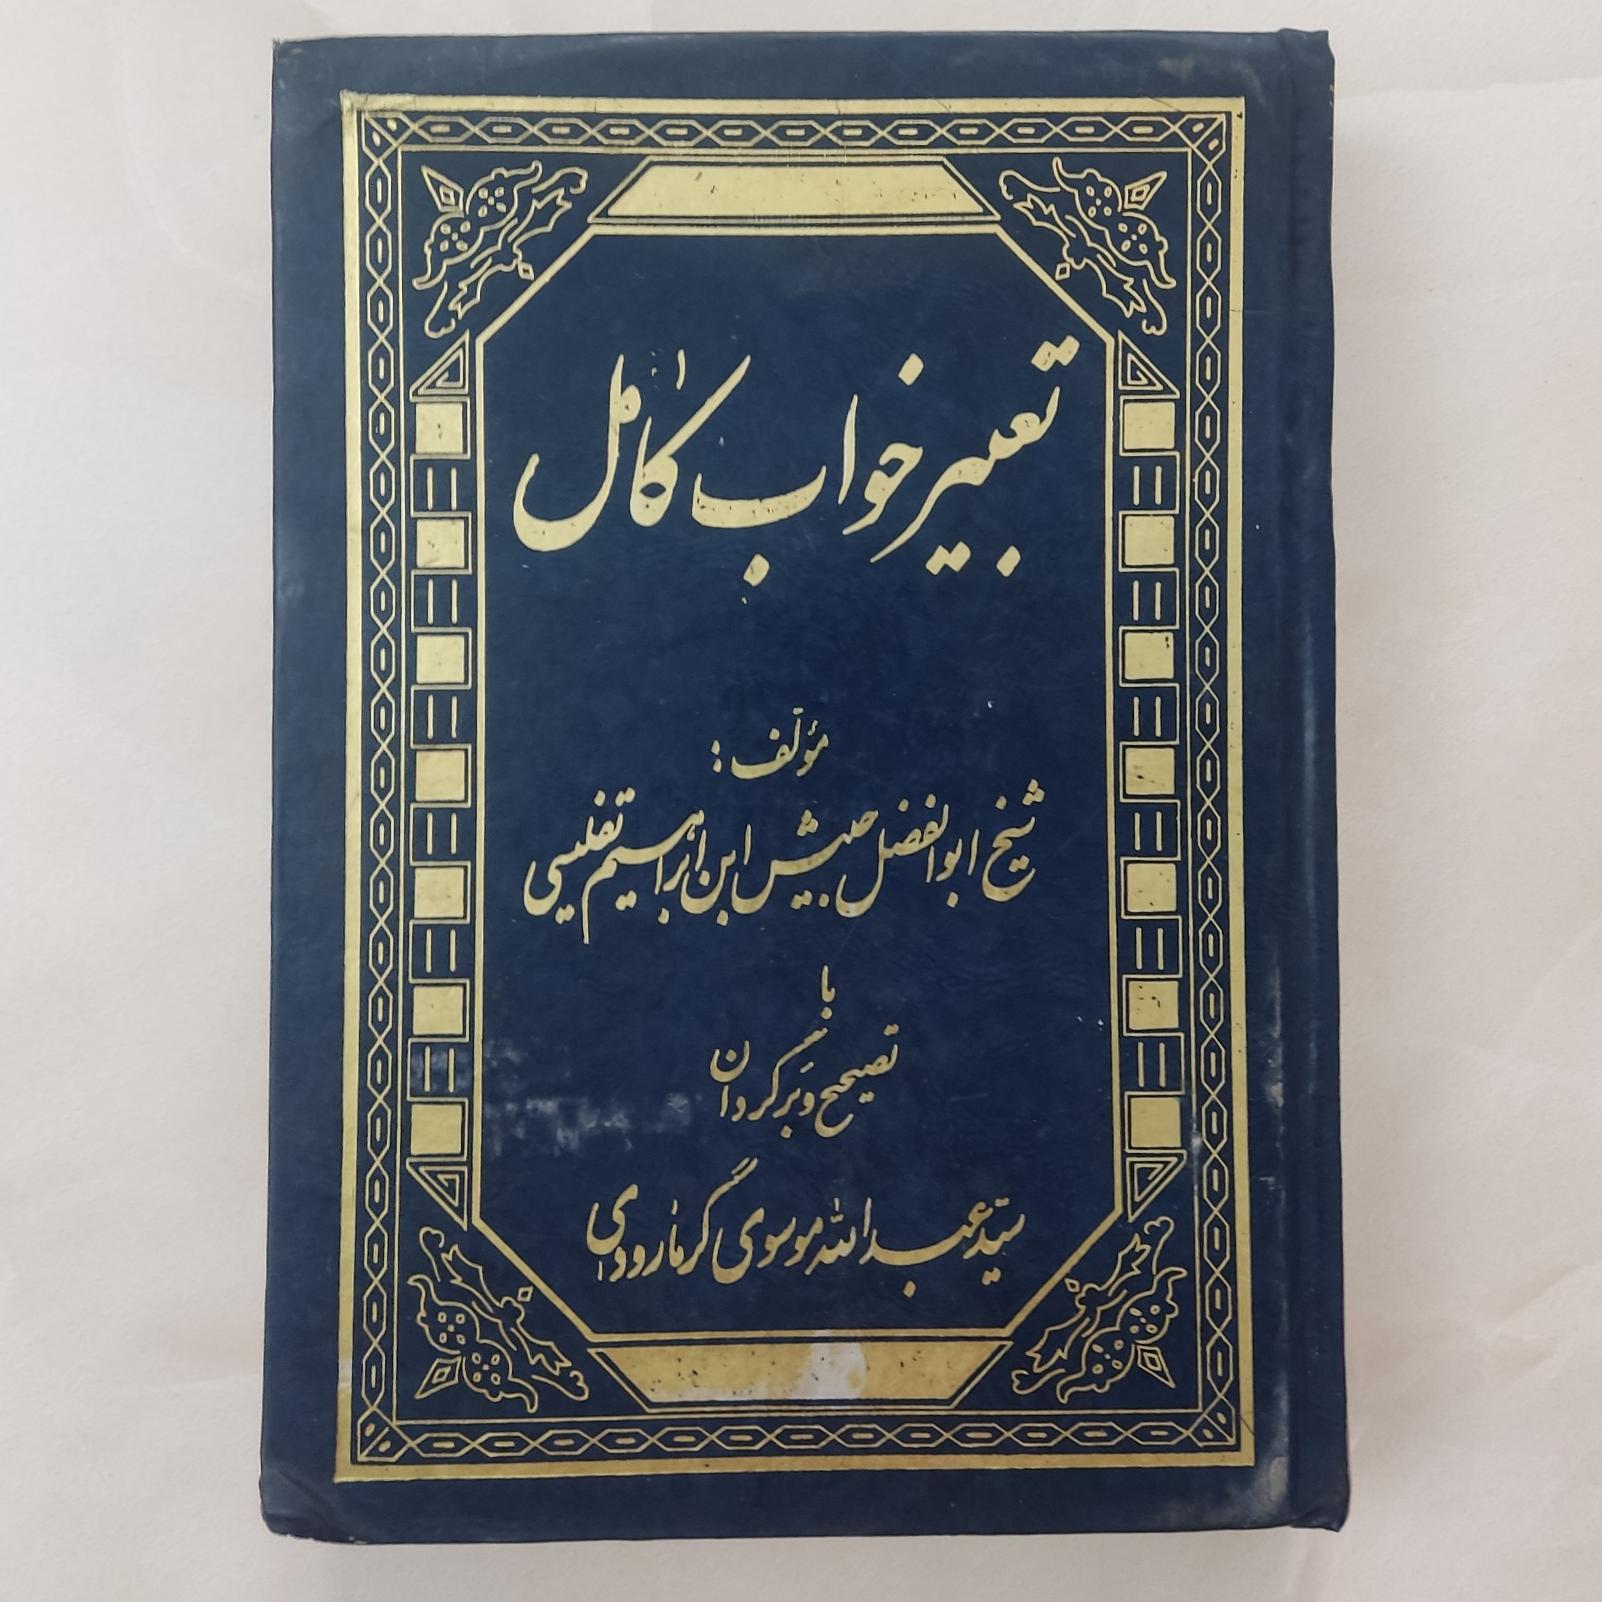 تعبیر خواب کامل
مؤلف:
شیخ ابوالفضل حبیش ابن ابراهیم تفلیسی
با
تصحیح و برگردان
سید عبدالله موسوی گرمارودی